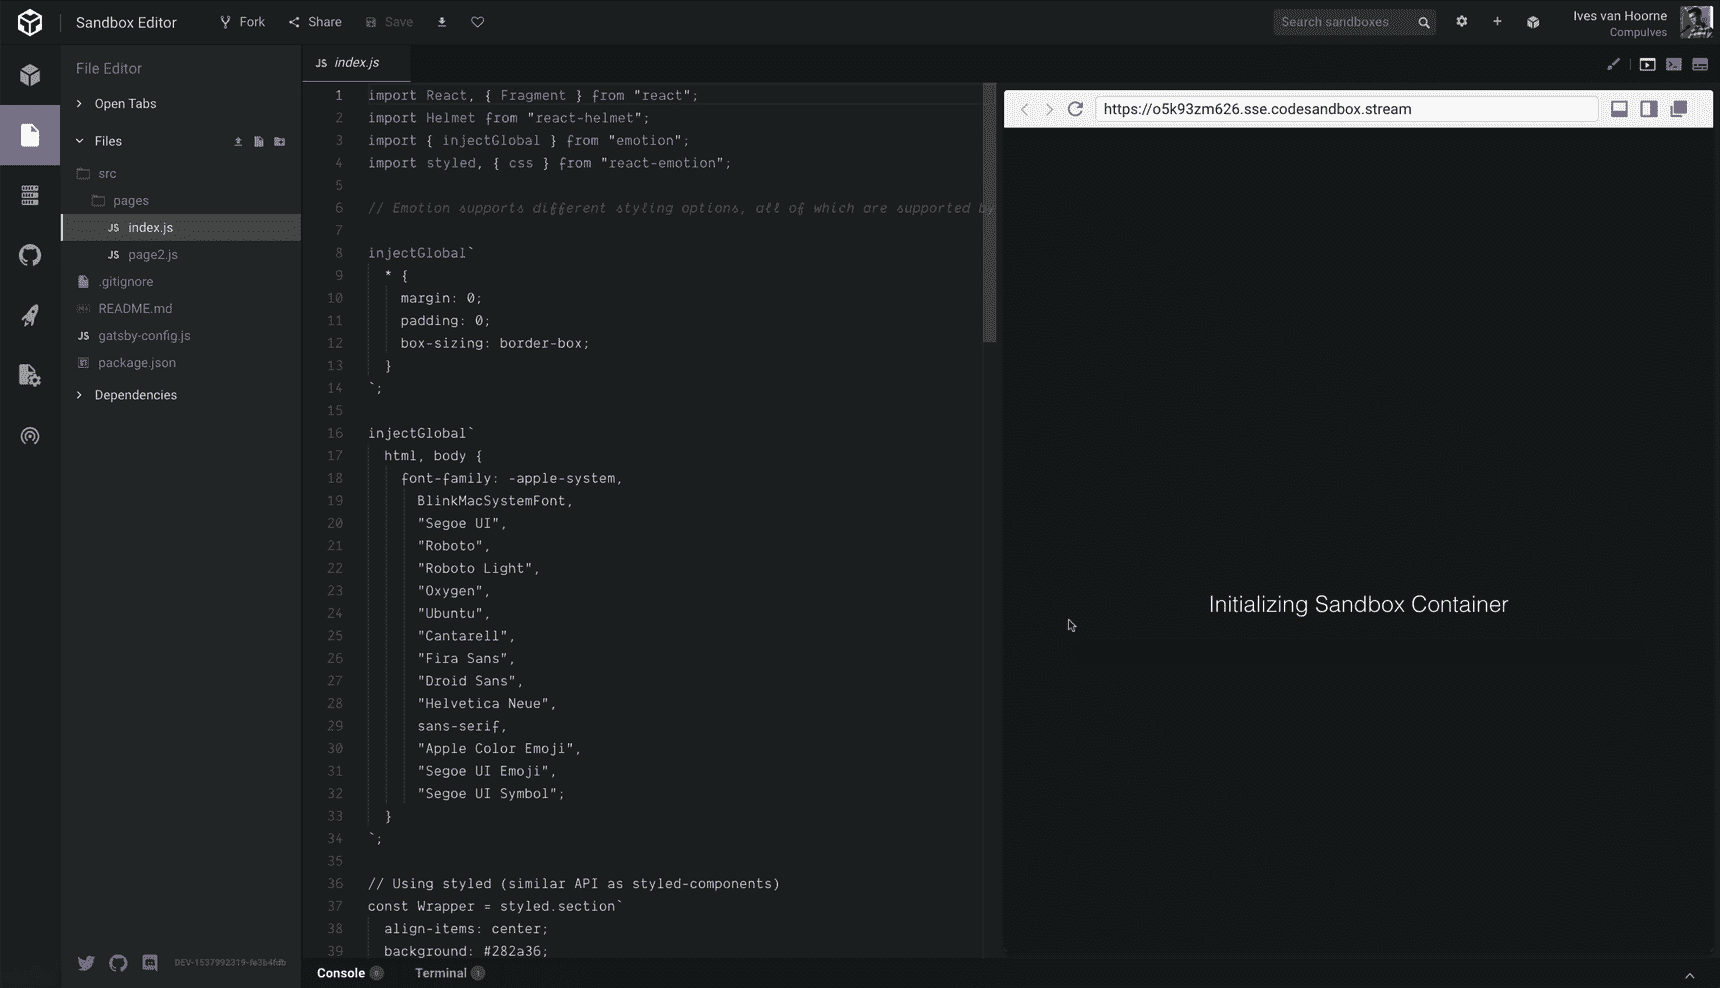 Sandbox Editor
Fork
Share
Save
Search sandboxes
Ives van Hoorne
Compulves
File Editor
Open Tabs
Files
src
pages
JS index.js
JS page2.js
.gitignore
README.md
JS gatsby-config.js
package.json
Dependencies
JS index.js
1 import React, { Fragment } from "react";
2 import Helmet from "react-helmet";
3 import { injectGlobal } from "emotion";
4 import styled, { css } from "react-emotion";
5
6 // Emotion supports different styling options, all of which are supported by
7
8 injectGlobal`
9 * {
10 margin: 0;
11 padding: 0;
12 box-sizing: border-box;
13 }
14 `;
15
16 injectGlobal`
17 html, body {
18 font-family: -apple-system,
19 BlinkMacSystemFont,
20 "Segoe UI",
21 "Roboto",
22 "Roboto Light",
23 "Oxygen",
24 "Ubuntu",
25 "Cantarell",
26 "Fira Sans",
27 "Droid Sans",
28 "Helvetica Neue",
29 sans-serif,
30 "Apple Color Emoji",
31 "Segoe UI Emoji",
32 "Segoe UI Symbol";
33 }
34 `;
35
36 // Using styled (similar API as styled-components)
37 const Wrapper = styled.section`
38 align-items: center;
39 background: #282a36;
https://o5k93zm626.sse.codesandbox.stream
Initializing Sandbox Container
Console 0
Terminal 1